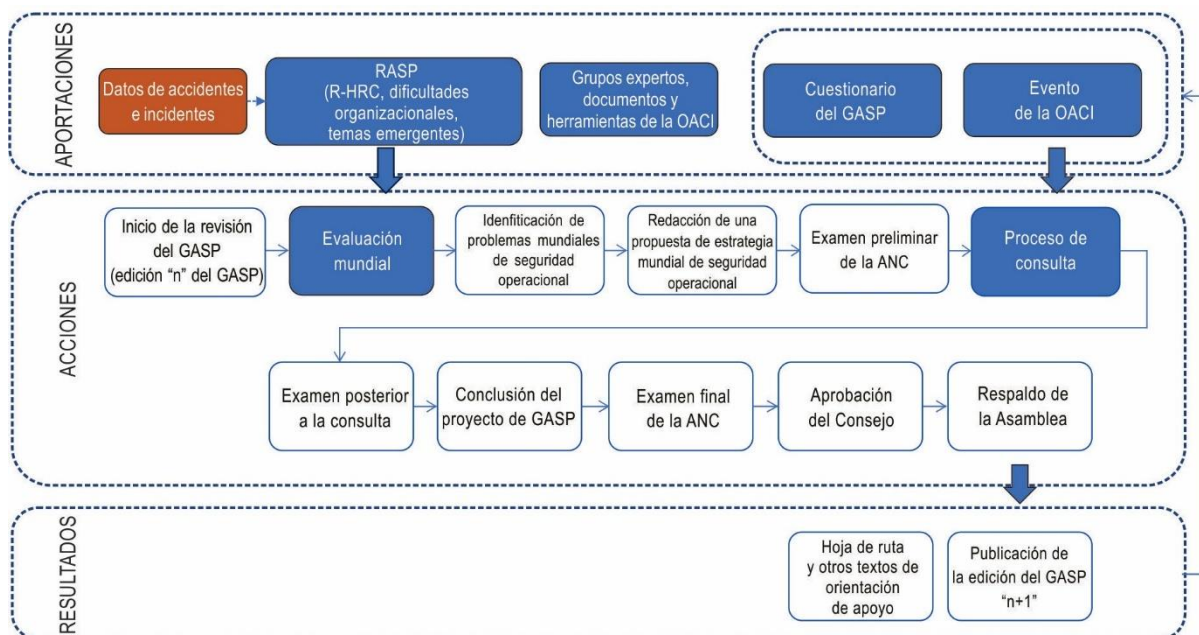 APORTACIONES
Datos de accidentes
e incidentes
RASP
(R-HRC, dificultades
organizacionales,
temas emergentes)
Grupos expertos,
documentos y
herramientas de la OACI
Cuestionario
del GASP
Evento
de la OACI
ACCIONES
Inicio de la revisión
del GASP
(edición “n” del GASP)
Evaluación
mundial
Idenfiticación de
problemas mundiales
de seguridad
operacional
Redacción de una
propuesta de estrategia
mundial de seguridad
operacional
Examen preliminar
de la ANC
Proceso de
consulta
Examen posterior
a la consulta
Conclusión del
proyecto de GASP
Examen final
de la ANC
Aprobación
del Consejo
Respaldo de
la Asamblea
RESULTADOS
Hoja de ruta
y otros textos de
orientación
de apoyo
Publicación de
la edición del GASP
“n+1”